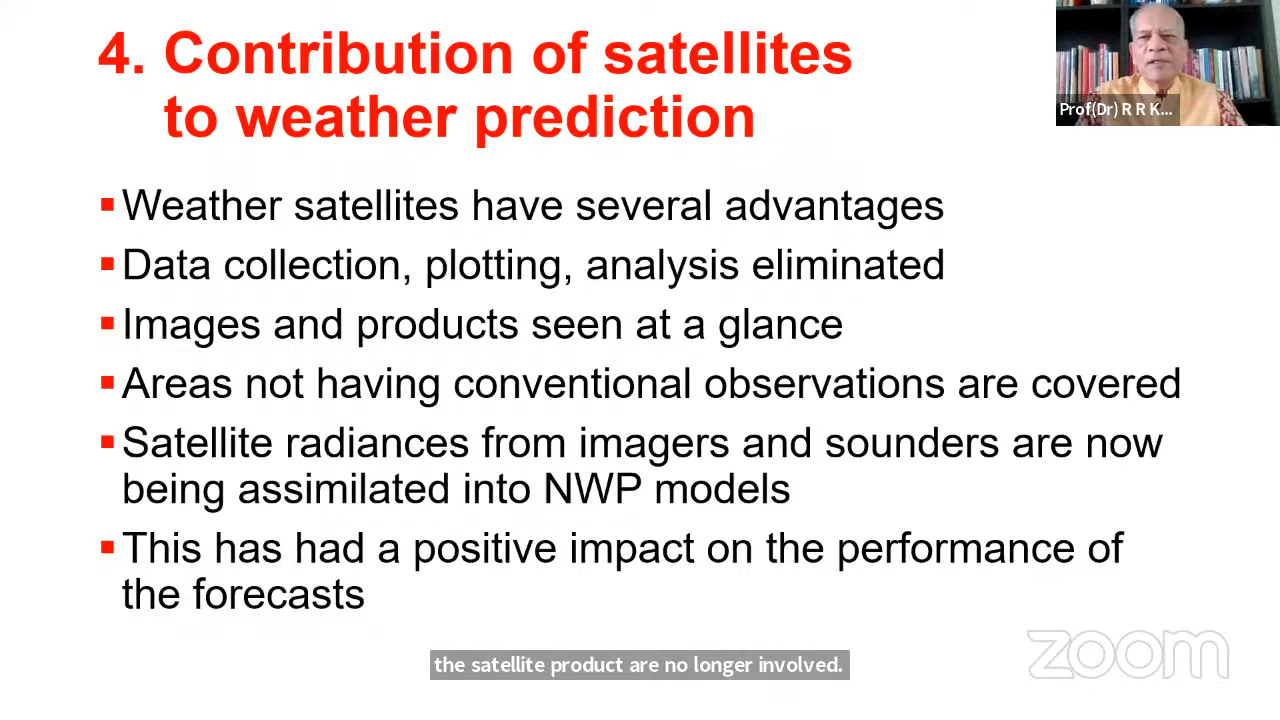 4. Contribution of satellites
to weather prediction
Prof(Dr) R R K...
▪Weather satellites have several advantages
▪Data collection, plotting, analysis eliminated
▪Images and products seen at a glance
▪Areas not having conventional observations are covered
▪Satellite radiances from imagers and sounders are now
being assimilated into NWP models
▪This has had a positive impact on the performance of
the forecasts
the satellite product are no longer involved.
zoom